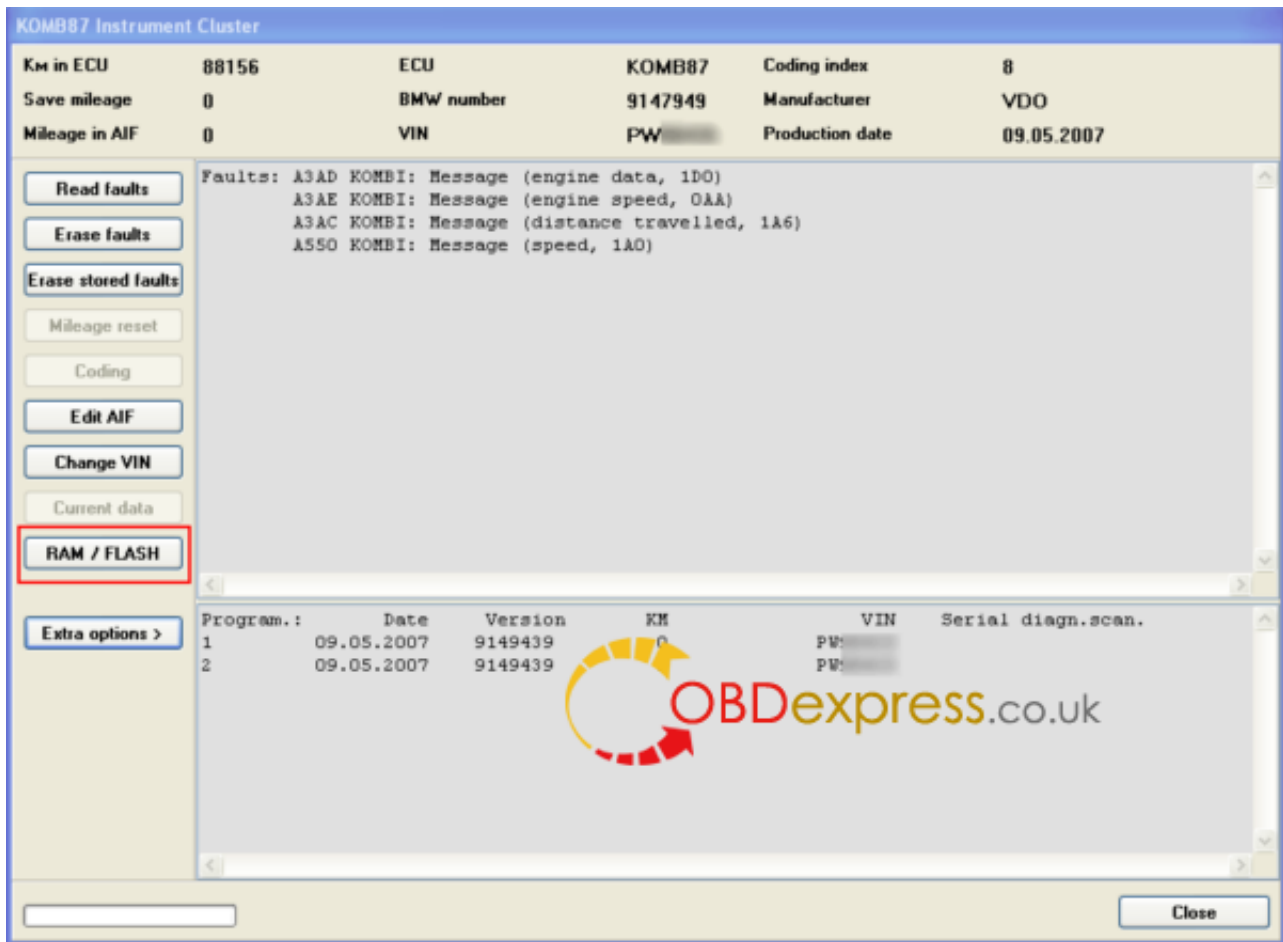 KOMB87 Instrument Cluster
Км in ECU 88156 ECU KOMB87 Coding index 8
Save mileage 0 BMW number 9147949 Manufacturer VDO
Mileage in AIF 0 VIN PW Production date 09.05.2007
Read faults
Erase faults
Erase stored faults
Mileage reset
Coding
Edit AIF
Change VIN
Current data
RAM / FLASH
Extra options >
Faults: A3AD KOMBI: Message (engine data, 1D0)
A3AE KOMBI: Message (engine speed, 0AA)
A3AC KOMBI: Message (distance travelled, 1A6)
A550 KOMBI: Message (speed, 1A0)
Program.: Date Version KM VIN Serial diagn.scan.
1 09.05.2007 9149439 0 PW
2 09.05.2007 9149439 PW
OBDexpress.co.uk
Close